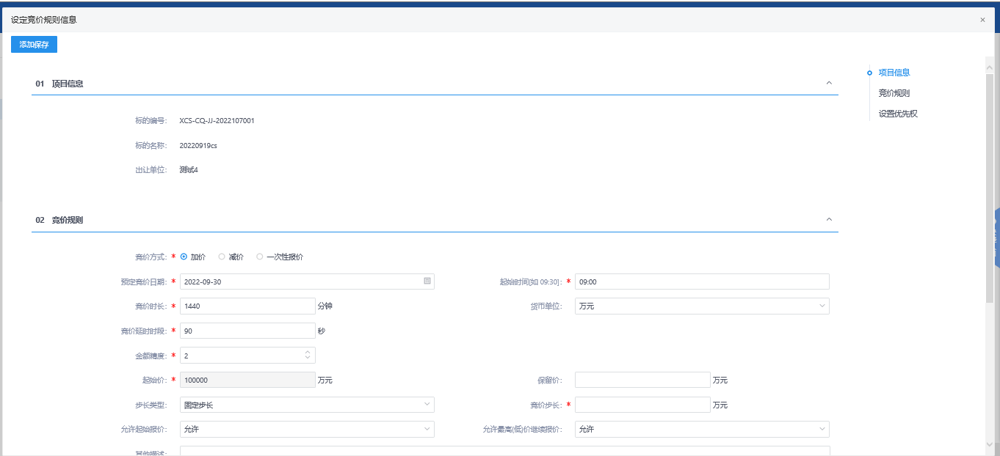 设定竞价规则信息 ×
添加保存
01 项目信息
项目信息
竞价规则
设置优先权
标的编号: XCS-CQ-JJ-2022107001
标的名称: 20220919cs
出让单位: 测试4
02 竞价规则
竞价方式: * 加价 减价 一次性报价
预定竞价日期: * 2022-09-30 起始时间[如 09:30]: * 09:00
竞价时长: * 1440 分钟 货币单位: 万元
竞价延时时段: * 90 秒
金额精度: * 2
起始价: * 100000 万元 保留价: 万元
步长类型: 固定步长 竞价步长: * 万元
允许起始报价: 允许 允许最高(低)价继续报价: 允许
其他描述: